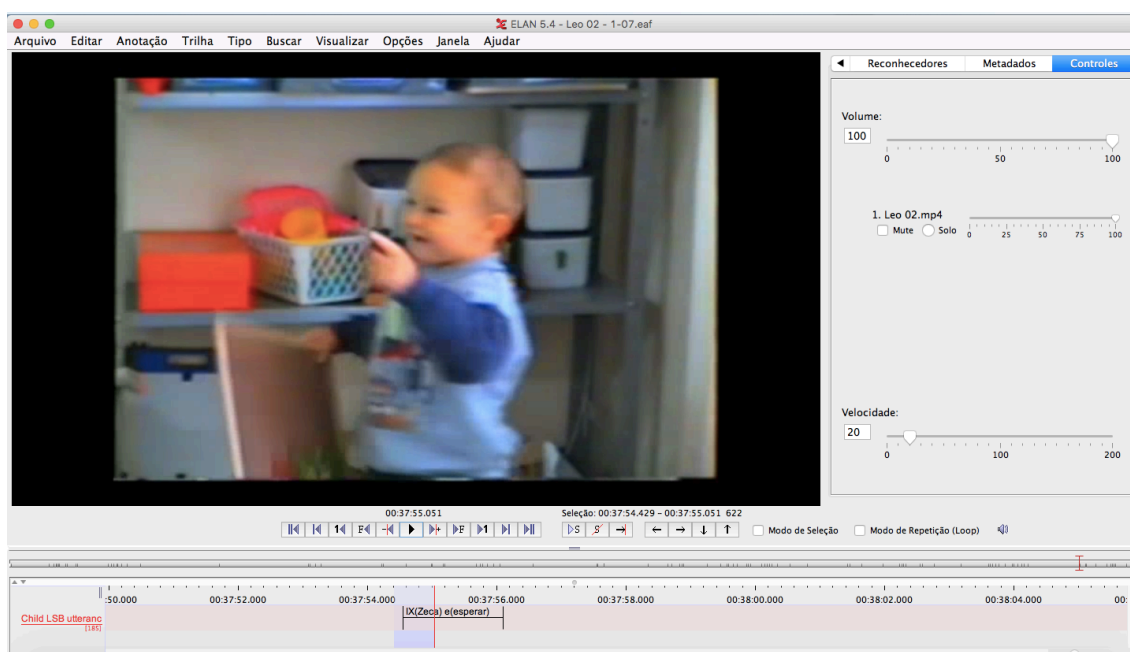 ELAN 5.4 - Leo 02 - 1-07.eaf
Arquivo Editar Anotação Trilha Tipo Buscar Visualizar Opções Janela Ajudar
Reconhecedores Metadados Controles
Volume:
100
0 50 100
1. Leo 02.mp4
Mute Solo
0 25 50 75 100
Velocidade:
20
0 100 200
00:37:55.051
Seleção: 00:37:54.429 - 00:37:55.051 622
1 F + F 1
S S
Modo de Seleção
Modo de Repetição (Loop)
:50.000 00:37:52.000 00:37:54.000 00:37:56.000 00:37:58.000 00:38:00.000 00:38:02.000 00:38:04.000 00:
IX(Zeca) e(esperar)
Child LSB utteranc
[185]